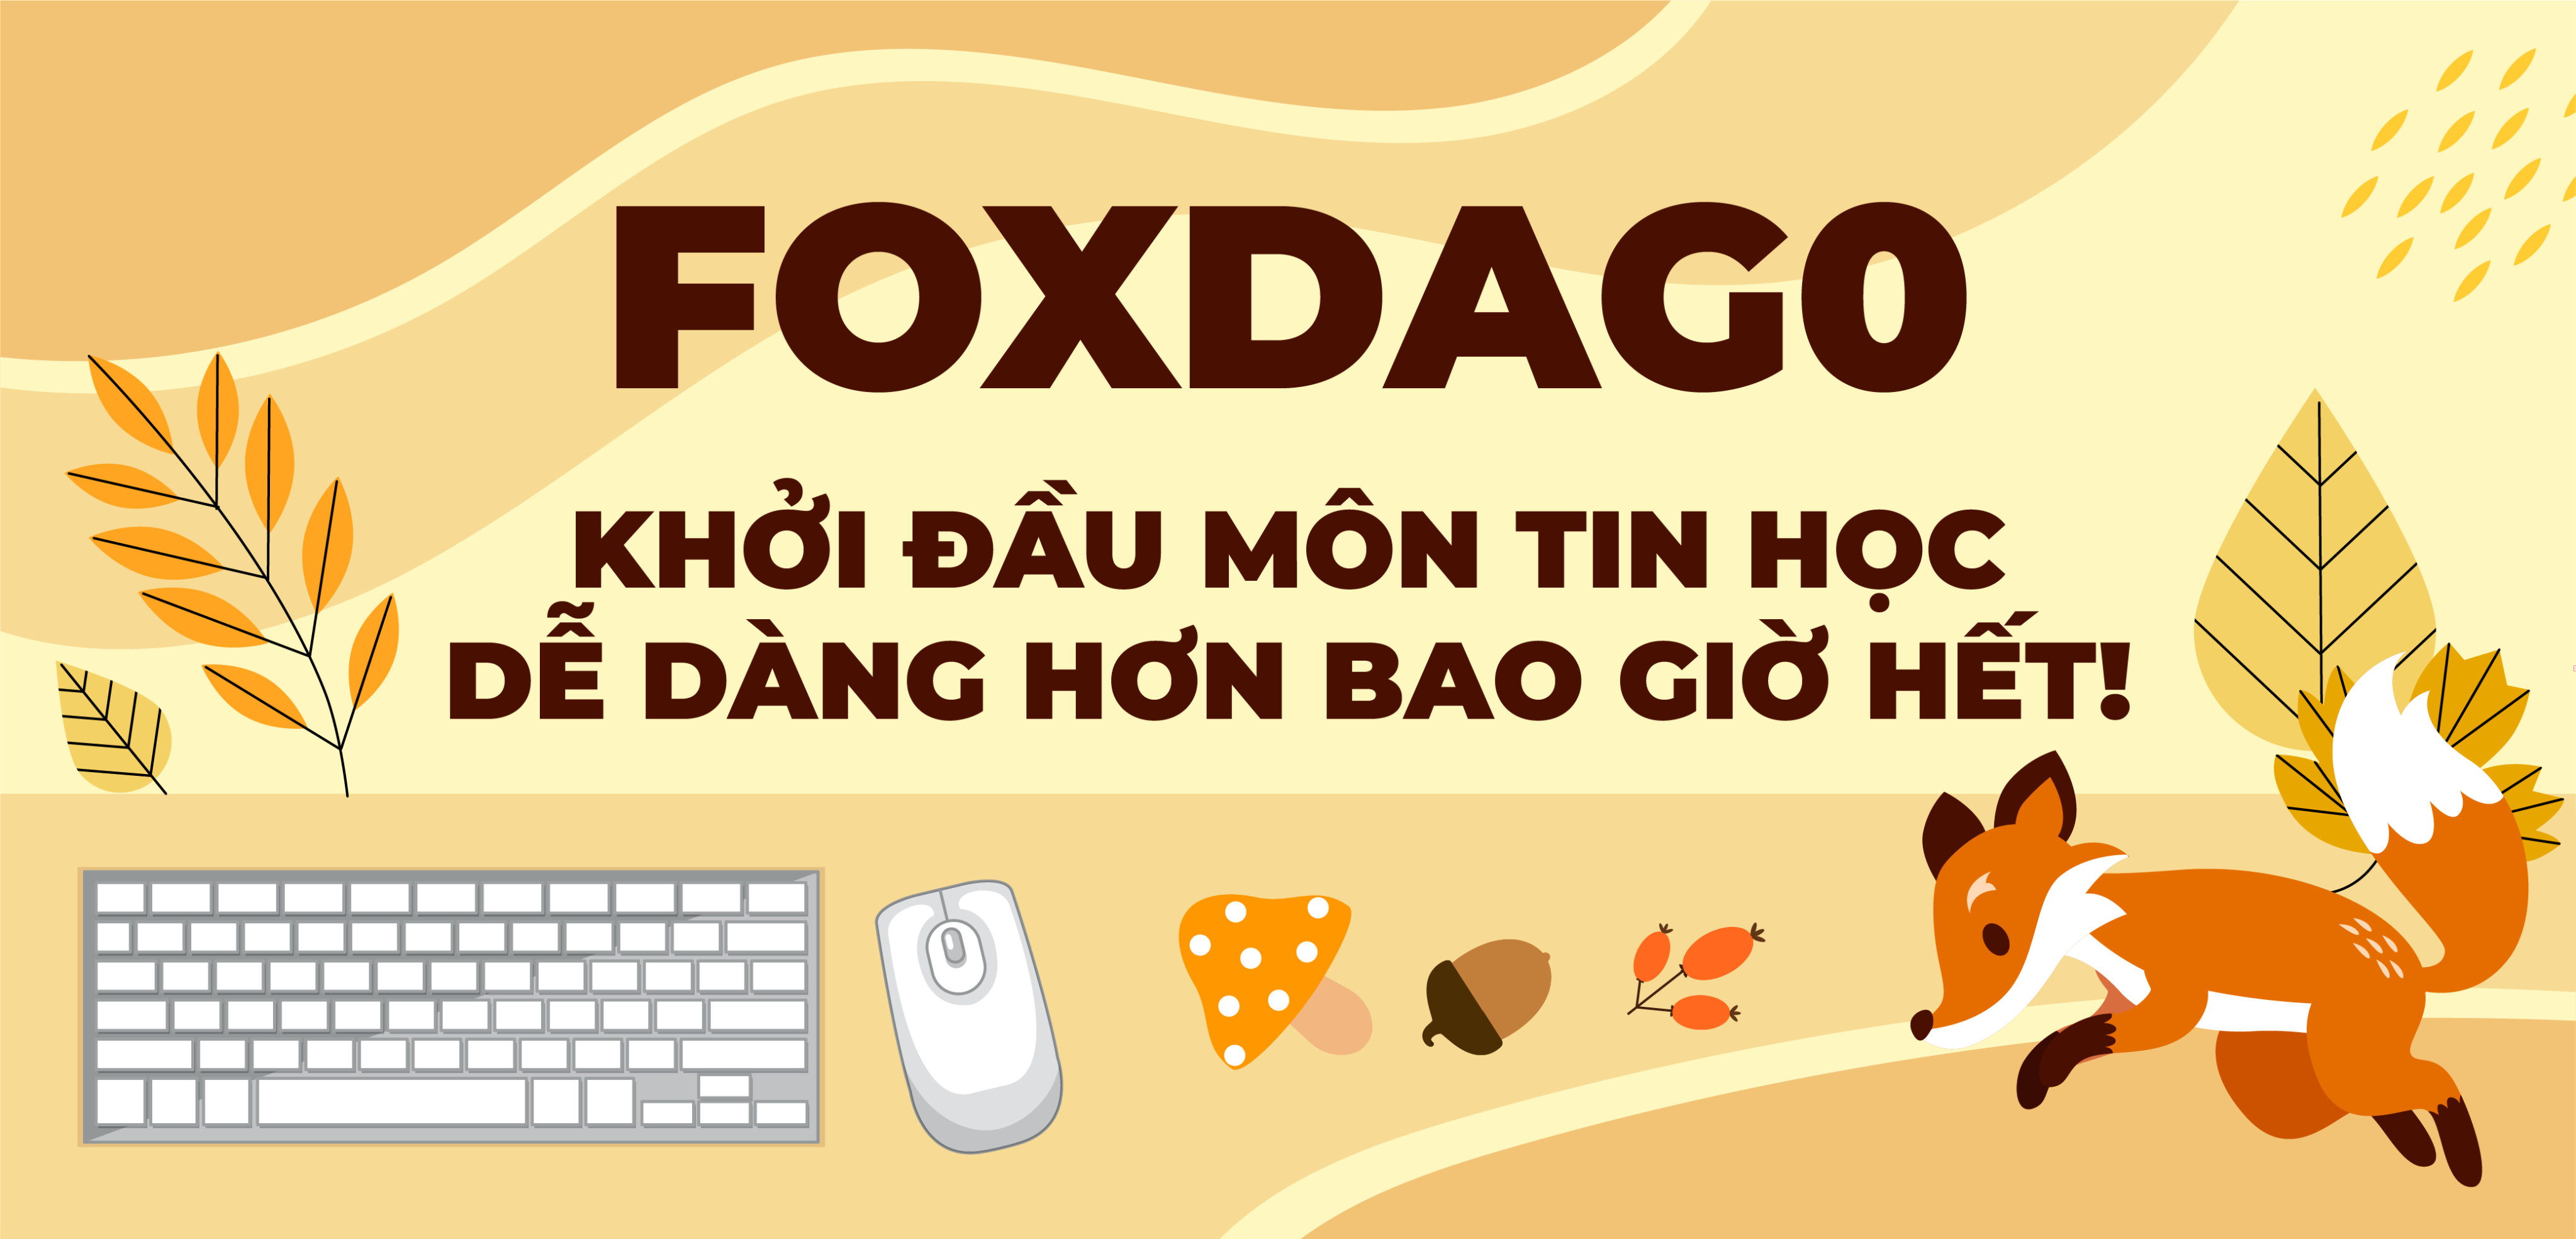 FOXDAG0
KHỞI ĐẦU MÔN TIN HỌC
DỄ DÀNG HƠN BAO GIỜ HẾT!